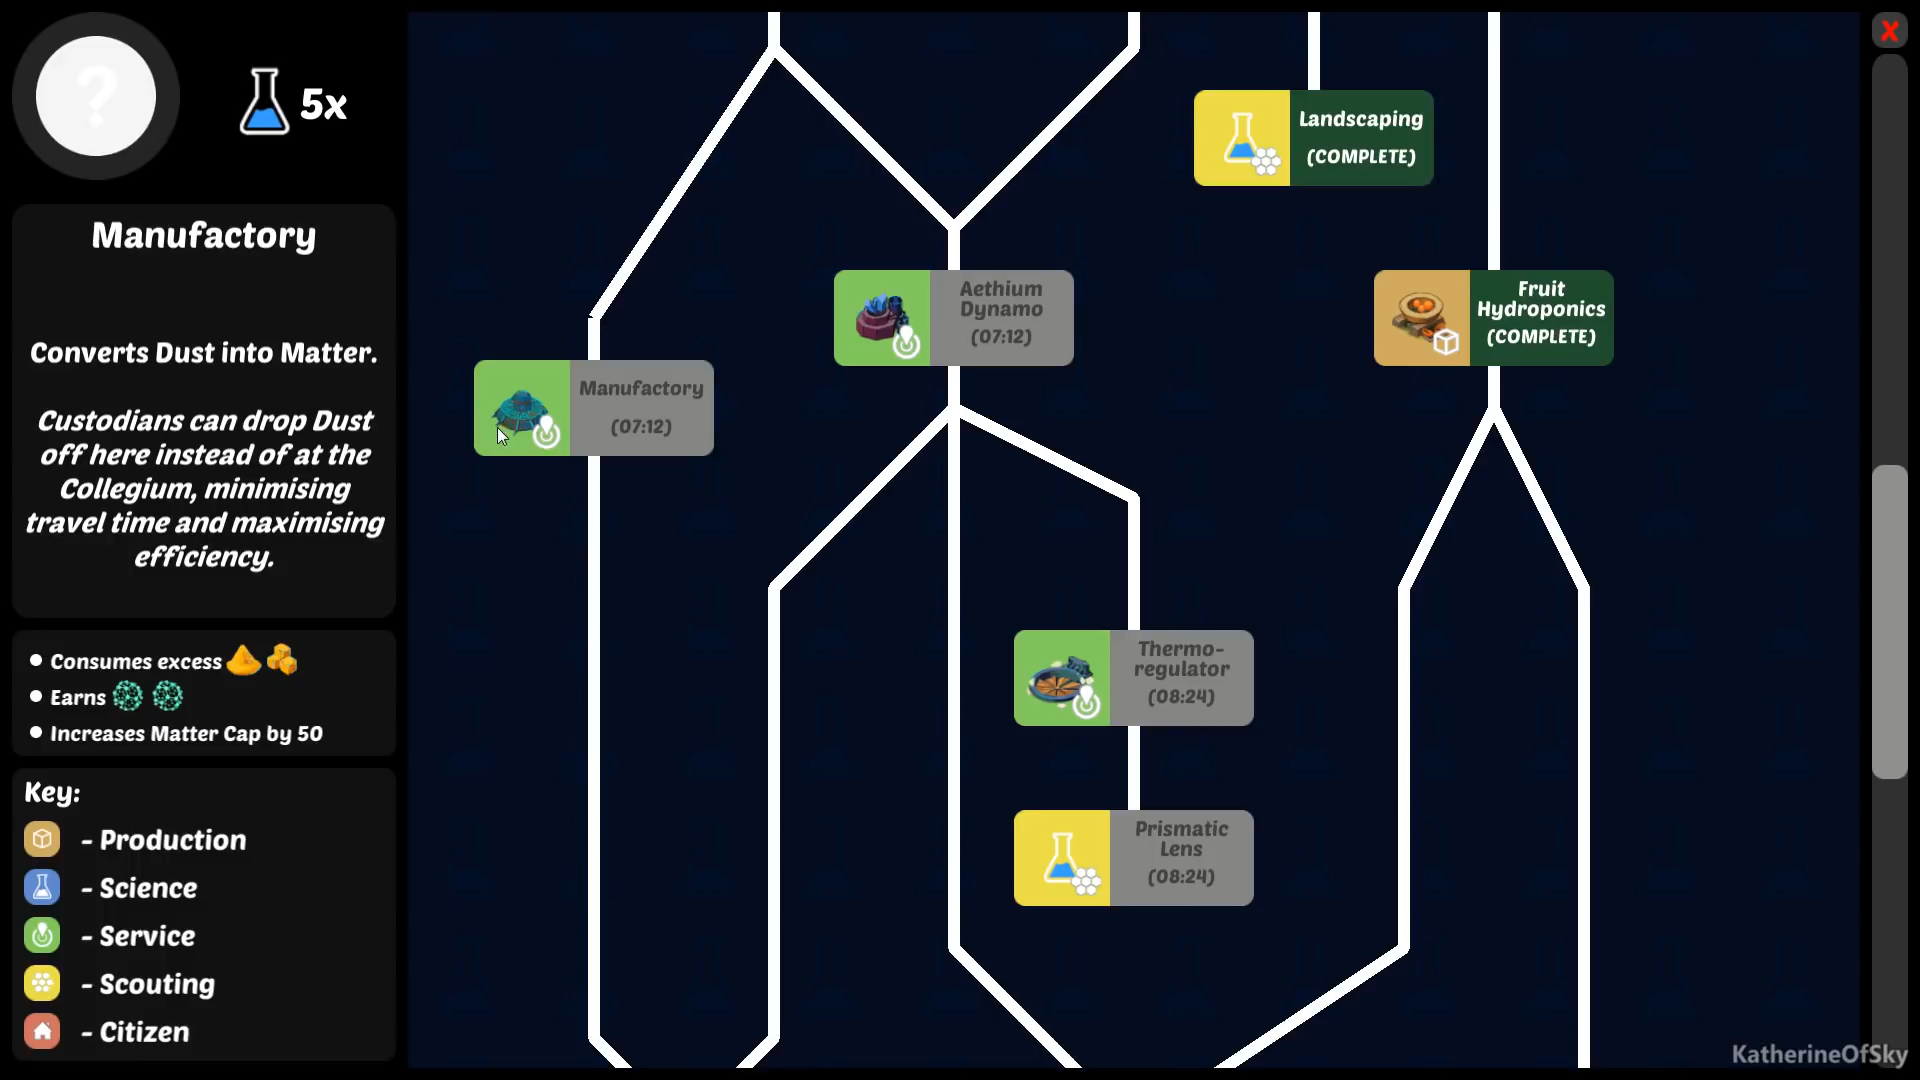 ?
5x
X
Manufactory
Converts Dust into Matter.
Custodians can drop Dust
off here instead of at the
Collegium, minimising
travel time and maximising
efficiency.
Consumes excess
Earns
Increases Matter Cap by 50
Key:
- Production
- Science
- Service
- Scouting
- Citizen
Landscaping
(COMPLETE)
Aethium
Dynamo
(07:12)
Fruit
Hydroponics
(COMPLETE)
Manufactory
(07:12)
Thermo-
regulator
(08:24)
Prismatic
Lens
(08:24)
KatherineOfSky